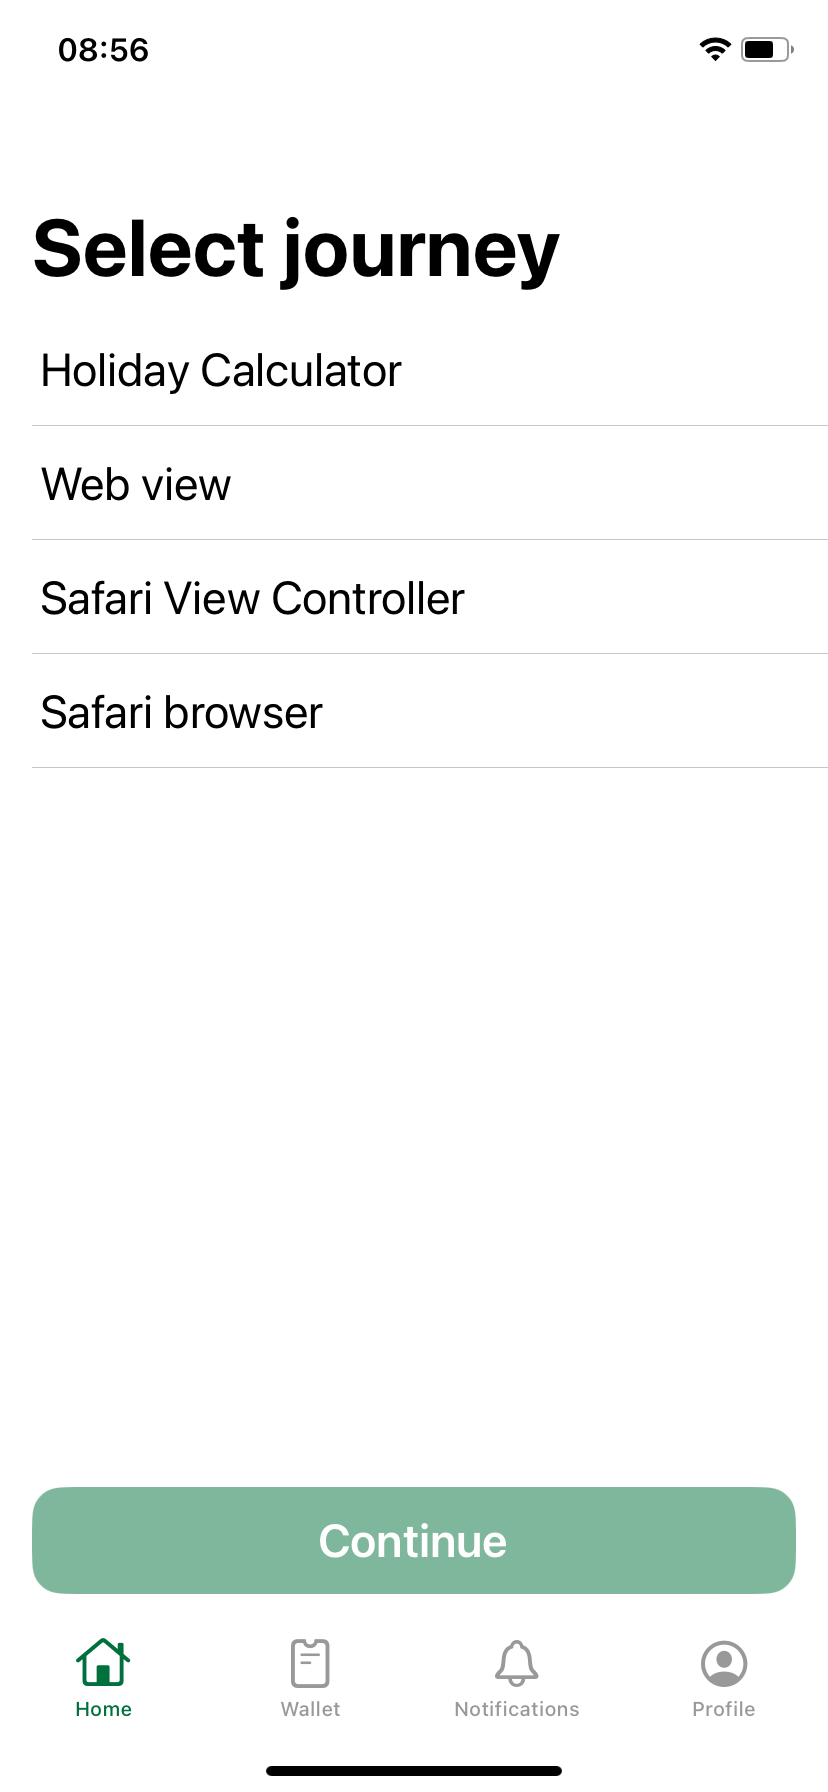 08:56
Select journey
Holiday Calculator
Web view
Safari View Controller
Safari browser
Continue
Home
Wallet
Notifications
Profile